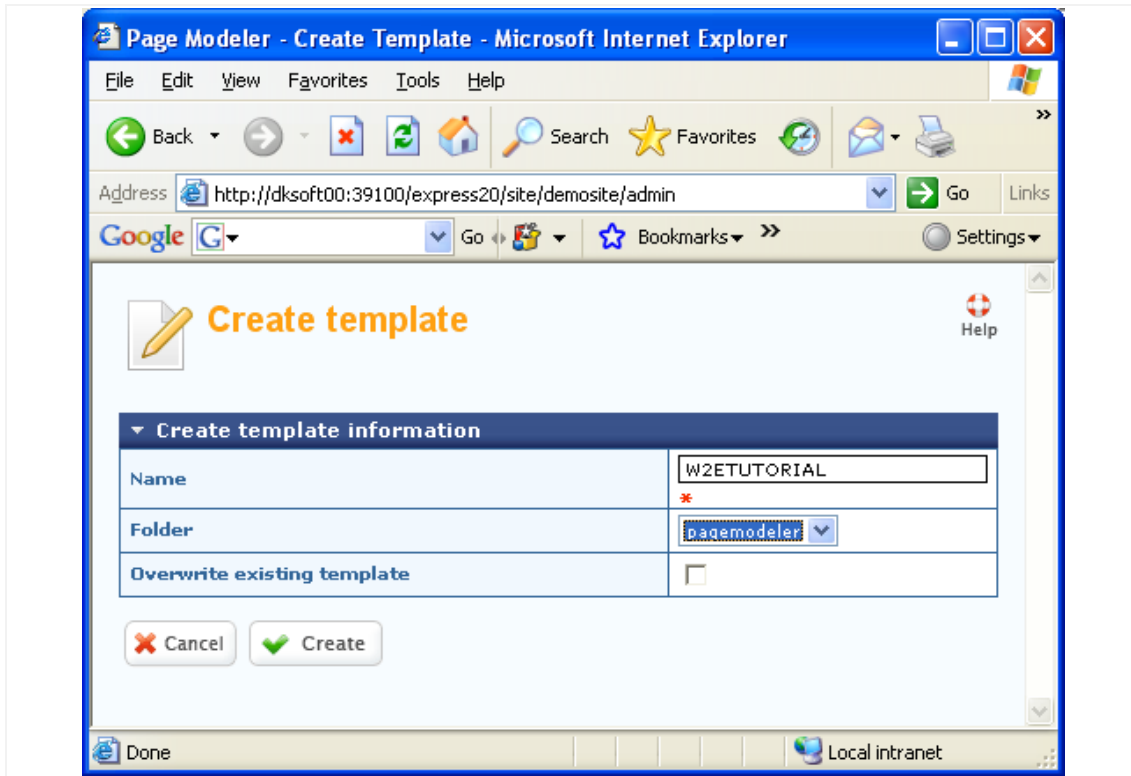 Page Modeler - Create Template - Microsoft Internet Explorer
File Edit View Favorites Tools Help
Back Search Favorites »
Address http://dksoft00:39100/express20/site/demosite/admin Go Links
Google G Go Bookmarks » Settings
Create template
Help
Create template information
Name W2ETUTORIAL
*
Folder pagemodeler
Overwrite existing template
Cancel Create
Done Local intranet